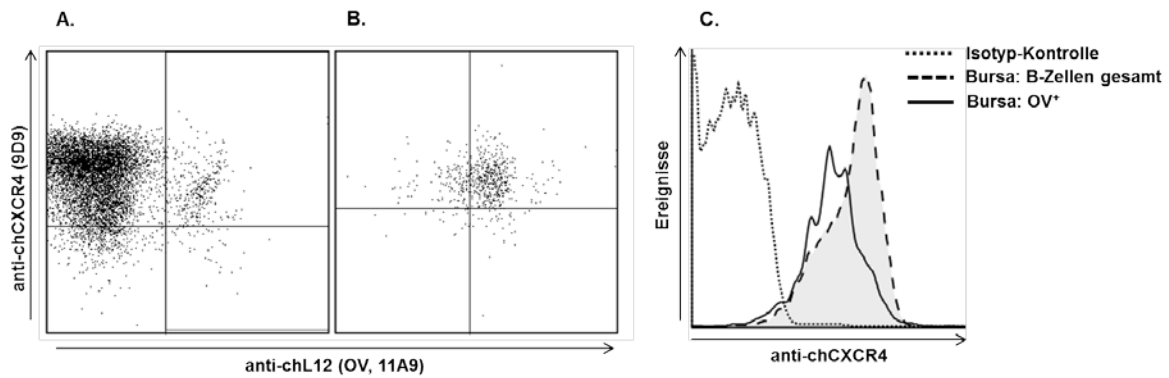 A.
B.
C.
anti-chCXCR4 (9D9)
anti-chL12 (OV, 11A9)
Ereignisse
anti-chCXCR4
Isotyp-Kontrolle
Bursa: B-Zellen gesamt
Bursa: OV⁺